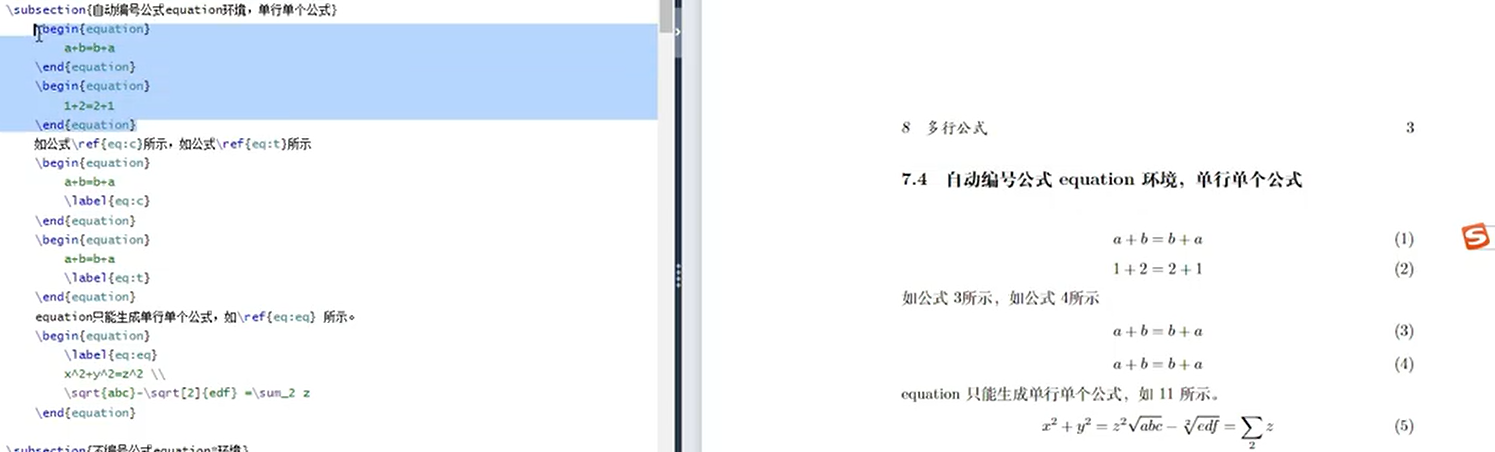 \subsection{自动编号公式equation环境，单行单个公式}
\begin{equation}
a+b=b+a
\end{equation}
\begin{equation}
1+2=2+1
\end{equation}
如公式\ref{eq:c}所示，如公式\ref{eq:t}所示
\begin{equation}
a+b=b+a
\label{eq:c}
\end{equation}
\begin{equation}
a+b=b+a
\label{eq:t}
\end{equation}
equation只能生成单行单个公式，如\ref{eq:eq} 所示。
\begin{equation}
\label{eq:eq}
x^2+y^2=z^2 \\
\sqrt{abc}-\sqrt[2]{edf} =\sum_2 z
\end{equation}
\subsection{不编号公式equation*环境}
8 多行公式 3
7.4 自动编号公式 equation 环境，单行单个公式
a + b = b + a (1)
1 + 2 = 2 + 1 (2)
如公式 3所示，如公式 4所示
a + b = b + a (3)
a + b = b + a (4)
equation 只能生成单行单个公式，如 11 所示。
x² + y² = z²√abc − ²√edf = ∑₂ z (5)
S